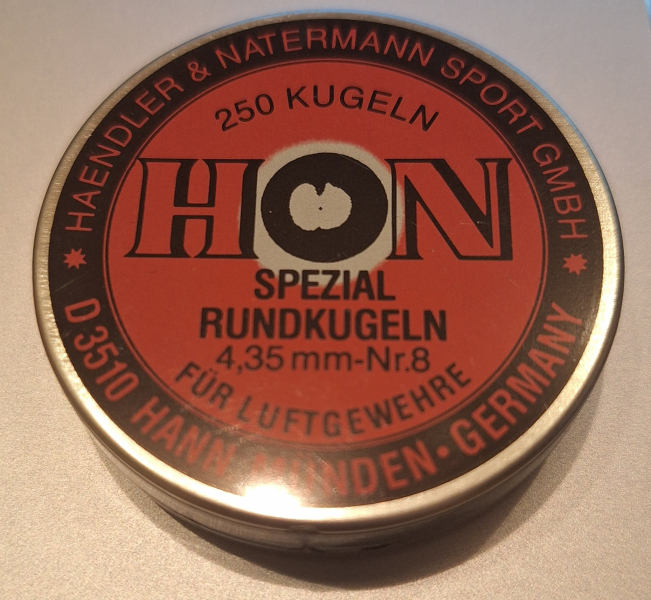 HAENDLER & NATERMANN SPORT GMBH
250 KUGELN
HN
SPEZIAL
RUNDKUGELN
4,35 mm-Nr.8
FÜR LUFTGEWEHRE
D 3510 HANN. MÜNDEN · GERMANY